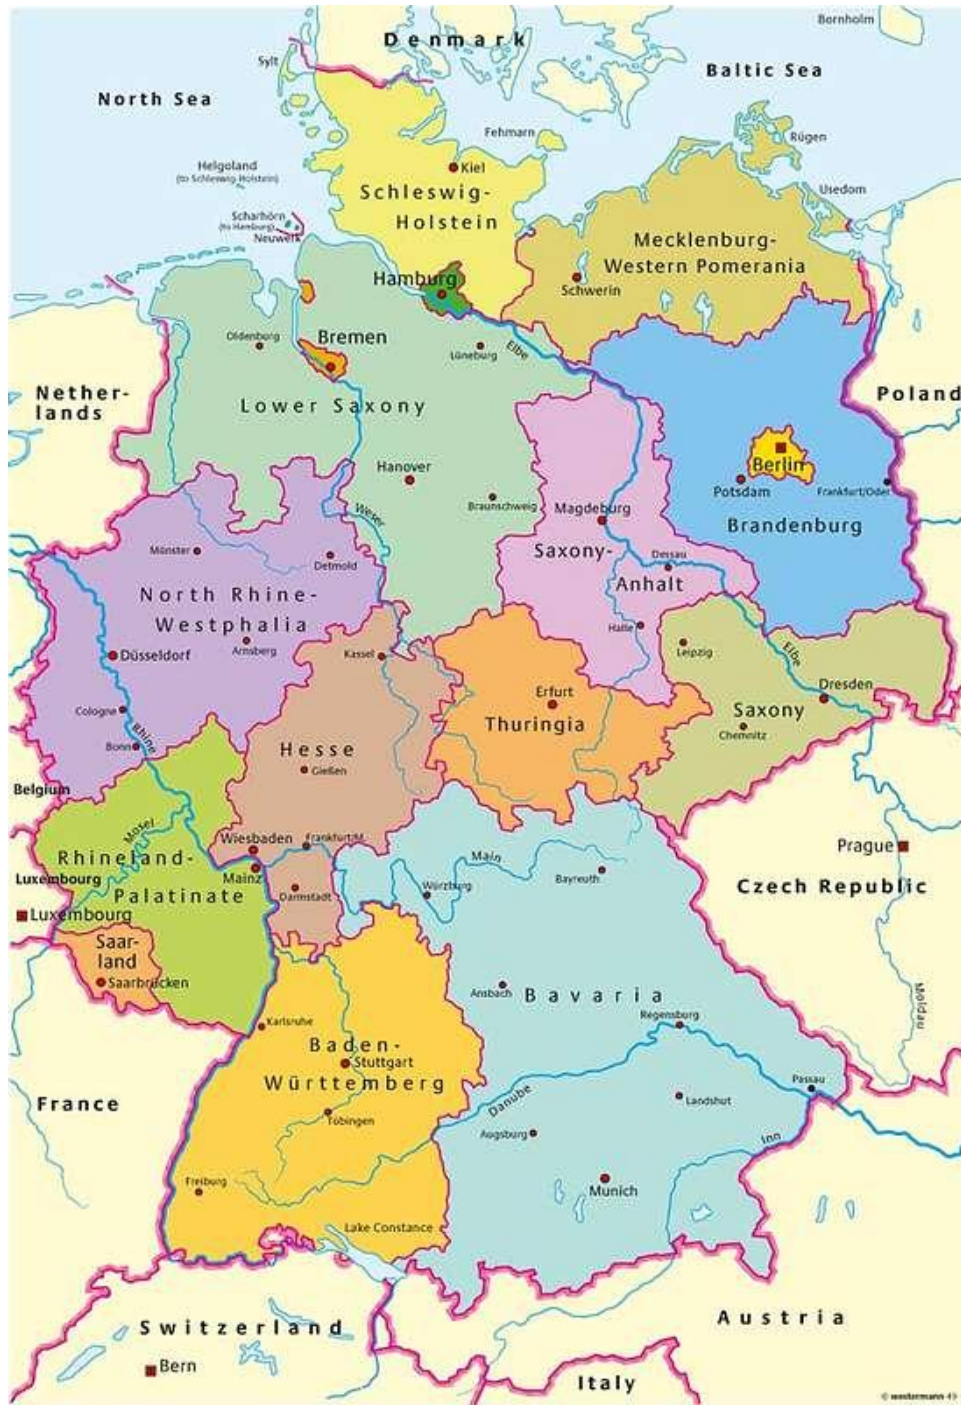 Bornholm
Denmark
Sylt
Baltic Sea
North Sea
Fehmarn
Rügen
Helgoland
(to Schleswig-Holstein)
Kiel
Schleswig-
Holstein
Usedom
Scharhörn
(to Hamburg)
Neuwerk
Mecklenburg-
Western Pomerania
Hamburg
Schwerin
Oldenburg
Bremen
Lüneburg
Elbe
Nether-
lands
Poland
Lower Saxony
Hanover
Berlin
Potsdam
Frankfurt/Oder
Braunschweig
Magdeburg
Weser
Brandenburg
Münster
Detmold
Saxony-
Anhalt
Dessau
North Rhine-
Westphalia
Halle
Arnsberg
Kassel
Leipzig
Elbe
Düsseldorf
Erfurt
Dresden
Cologne
Thuringia
Saxony
Chemnitz
Bonn
Rhine
Hesse
Gießen
Belgium
Mosel
Wiesbaden
Frankfurt/M.
Prague
Rhineland-
Palatinate
Mainz
Main
Luxembourg
Darmstadt
Würzburg
Bayreuth
Czech Republic
Luxembourg
Saar-
land
Saarbrücken
Ansbach
Bavaria
Moldau
Regensburg
Karlsruhe
Baden-
Württemberg
Stuttgart
Passau
France
Tübingen
Danube
Landshut
Augsburg
Inn
Freiburg
Munich
Lake Constance
Switzerland
Austria
Bern
Italy
© westermann 49